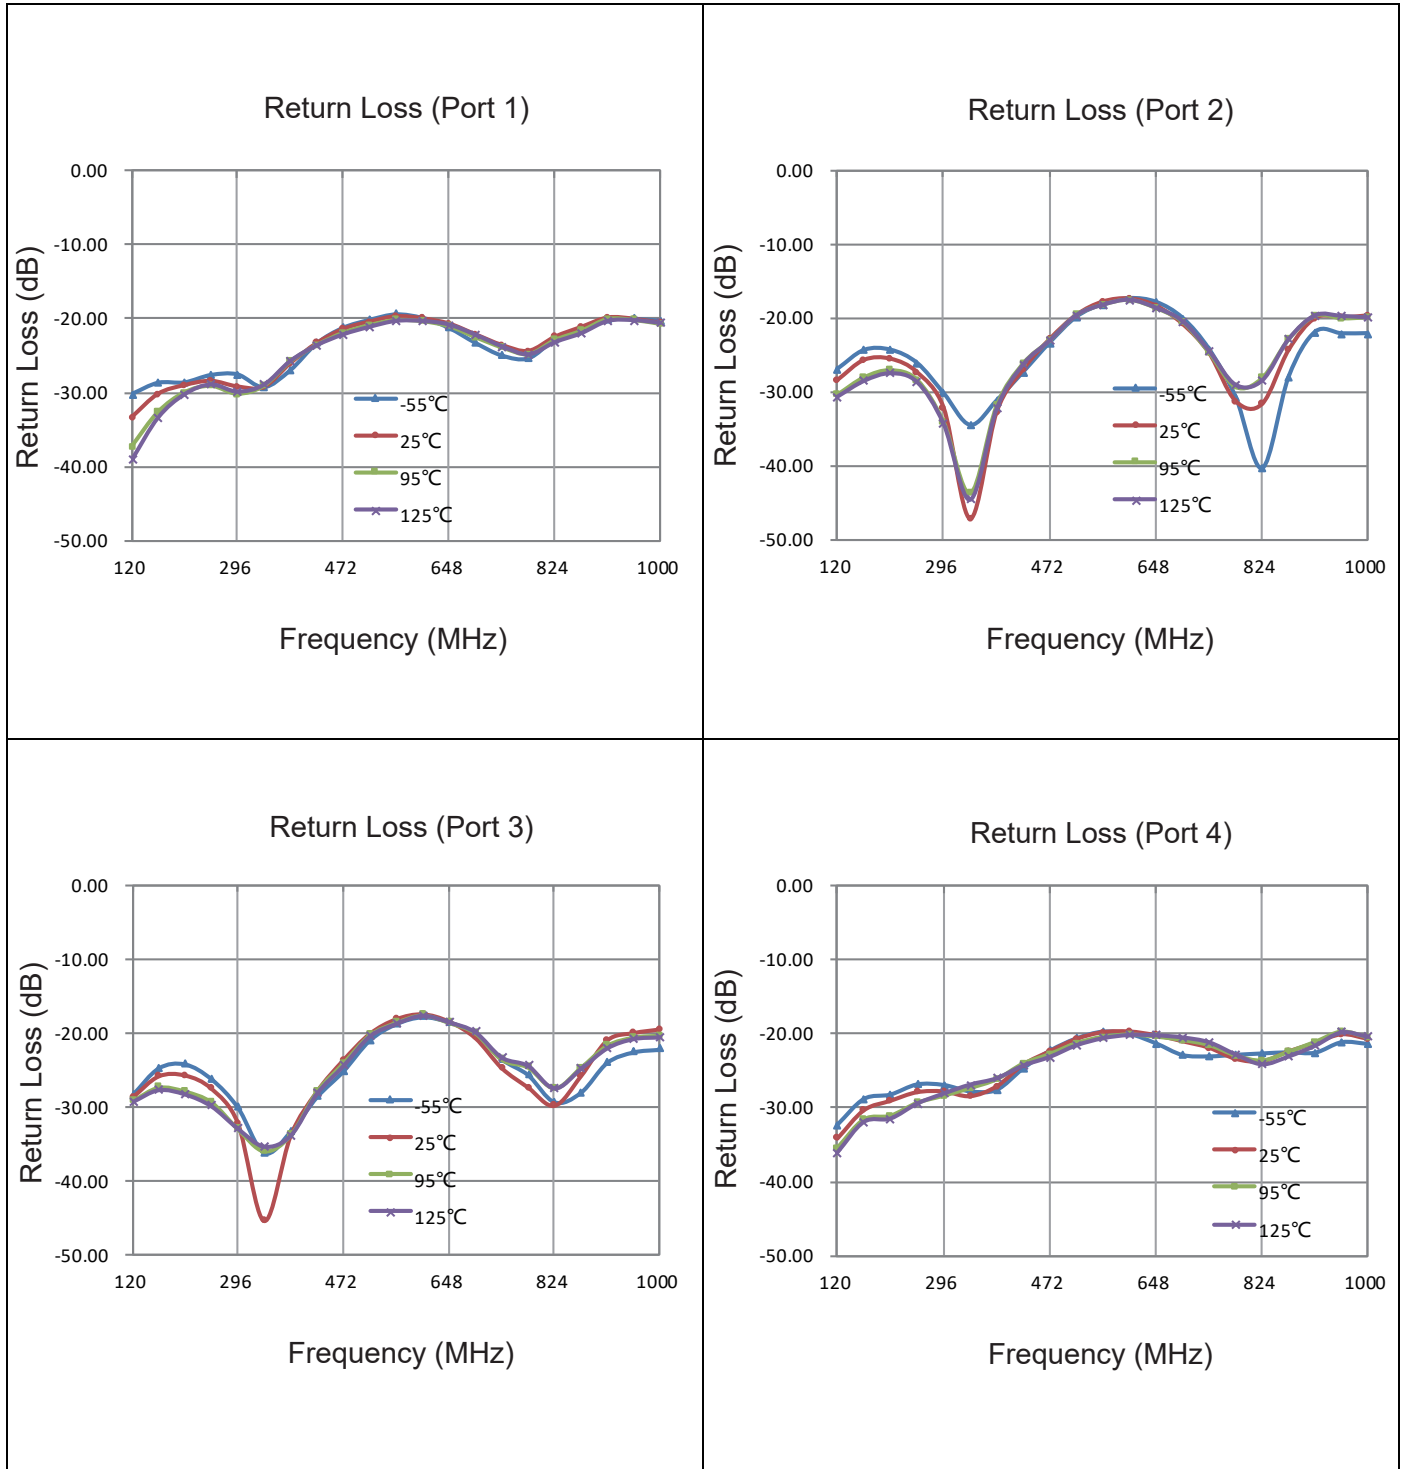 Return Loss (Port 1)
Return Loss (dB)
0.00
-10.00
-20.00
-30.00
-40.00
-50.00
-55℃
25℃
95℃
125℃
120 296 472 648 824 1000
Frequency (MHz)
Return Loss (Port 2)
Return Loss (dB)
0.00
-10.00
-20.00
-30.00
-40.00
-50.00
-55℃
25℃
95℃
125℃
120 296 472 648 824 1000
Frequency (MHz)
Return Loss (Port 3)
Return Loss (dB)
0.00
-10.00
-20.00
-30.00
-40.00
-50.00
-55℃
25℃
95℃
125℃
120 296 472 648 824 1000
Frequency (MHz)
Return Loss (Port 4)
Return Loss (dB)
0.00
-10.00
-20.00
-30.00
-40.00
-50.00
-55℃
25℃
95℃
125℃
120 296 472 648 824 1000
Frequency (MHz)